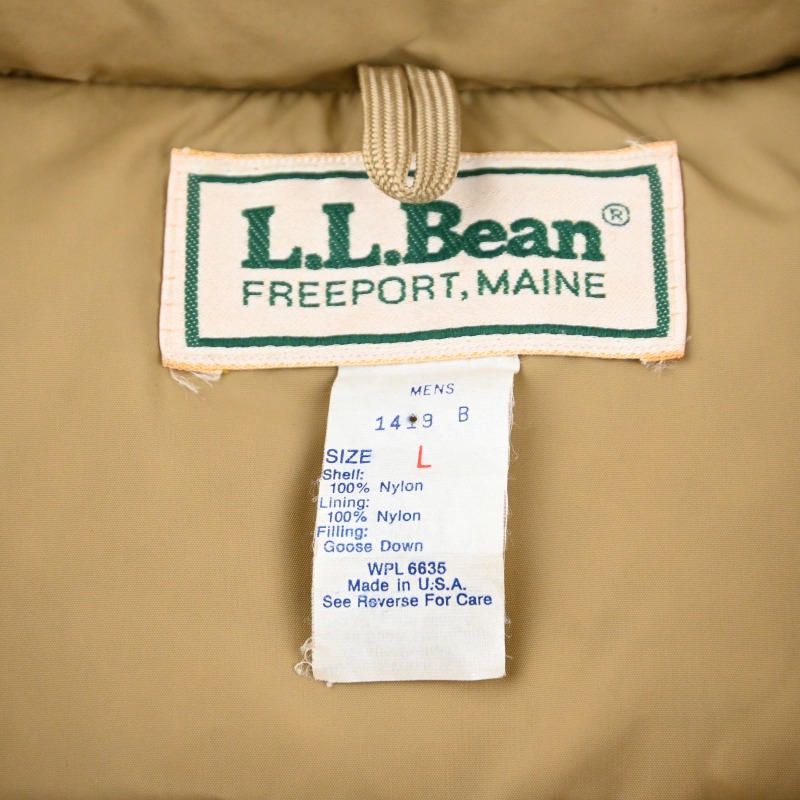 L.L.Bean®
FREEPORT, MAINE
MENS
1419 B
SIZE L
Shell:
100% Nylon
Lining:
100% Nylon
Filling:
Goose Down
WPL 6635
Made in U.S.A.
See Reverse For Care